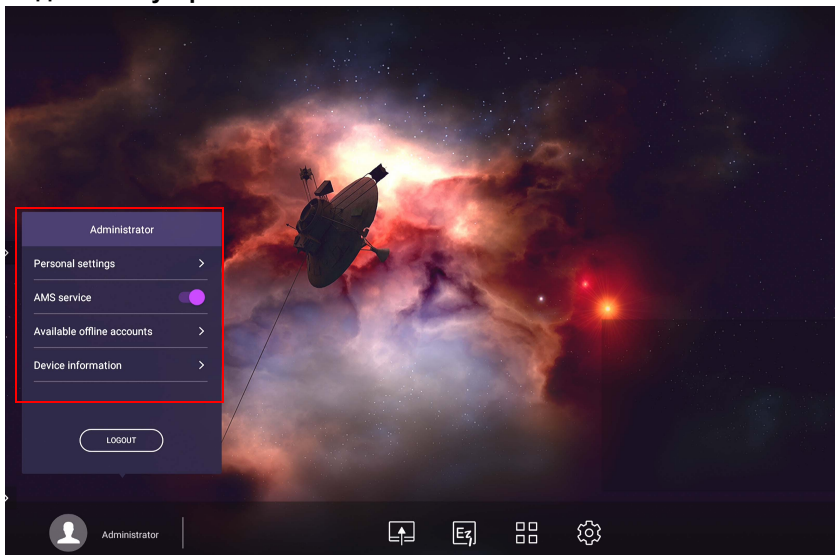 Administrator
Personal settings
AMS service
Available offline accounts
Device information
LOGOUT
Administrator